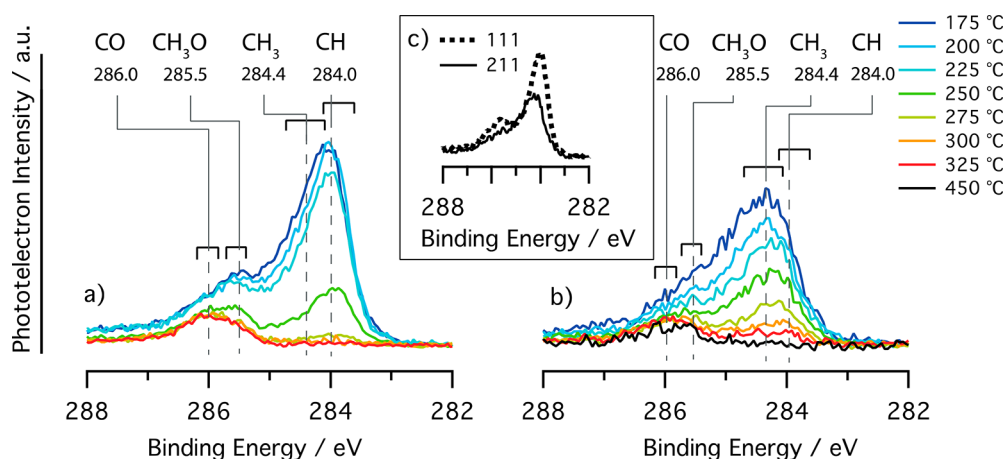 Phototelectron Intensity / a.u.
CO CH₃O CH₃ CH
286.0 285.5 284.4 284.0
a)
288 286 284 282
Binding Energy / eV
c)
111
211
288 282
Binding Energy / eV
CO CH₃O CH₃ CH
286.0 285.5 284.4 284.0
b)
288 286 284 282
Binding Energy / eV
175 °C
200 °C
225 °C
250 °C
275 °C
300 °C
325 °C
450 °C